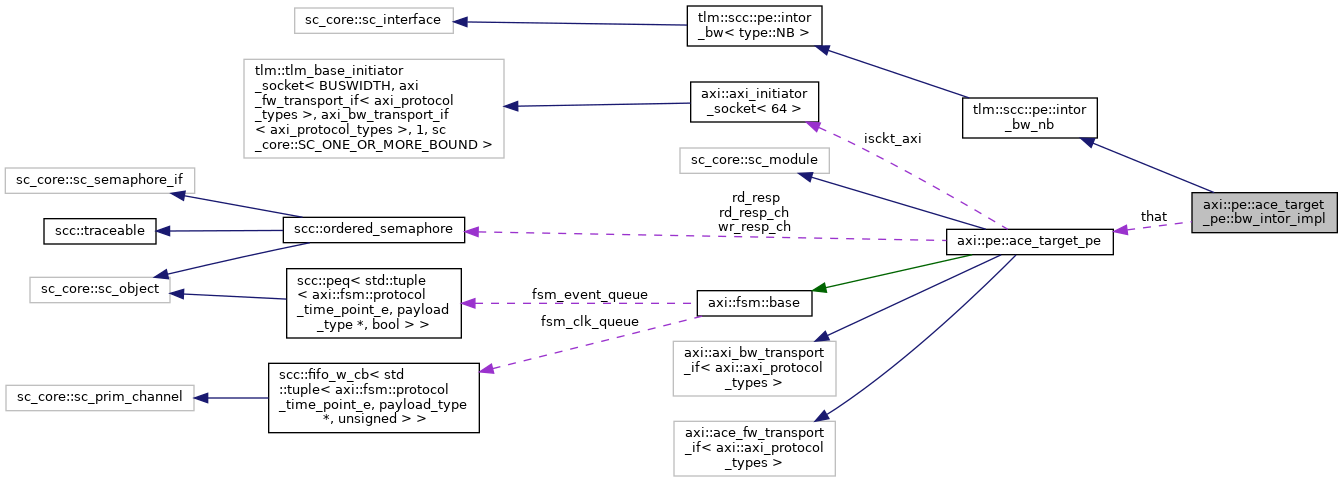 sc_core::sc_interface
tlm::scc::pe::intor
_bw< type::NB >
tlm::tlm_base_initiator
_socket< BUSWIDTH, axi
_fw_transport_if< axi_protocol
_types >, axi_bw_transport_if
< axi_protocol_types >, 1, sc
_core::SC_ONE_OR_MORE_BOUND >
axi::axi_initiator
_socket< 64 >
tlm::scc::pe::intor
_bw_nb
isckt_axi
sc_core::sc_module
sc_core::sc_semaphore_if
axi::pe::ace_target
_pe::bw_intor_impl
rd_resp
rd_resp_ch
wr_resp_ch
that
scc::traceable
scc::ordered_semaphore
axi::pe::ace_target_pe
sc_core::sc_object
scc::peq< std::tuple
< axi::fsm::protocol
_time_point_e, payload
_type *, bool > >
fsm_event_queue
axi::fsm::base
fsm_clk_queue
axi::axi_bw_transport
_if< axi::axi_protocol
_types >
sc_core::sc_prim_channel
scc::fifo_w_cb< std
::tuple< axi::fsm::protocol
_time_point_e, payload_type
*, unsigned > >
axi::ace_fw_transport
_if< axi::axi_protocol
_types >